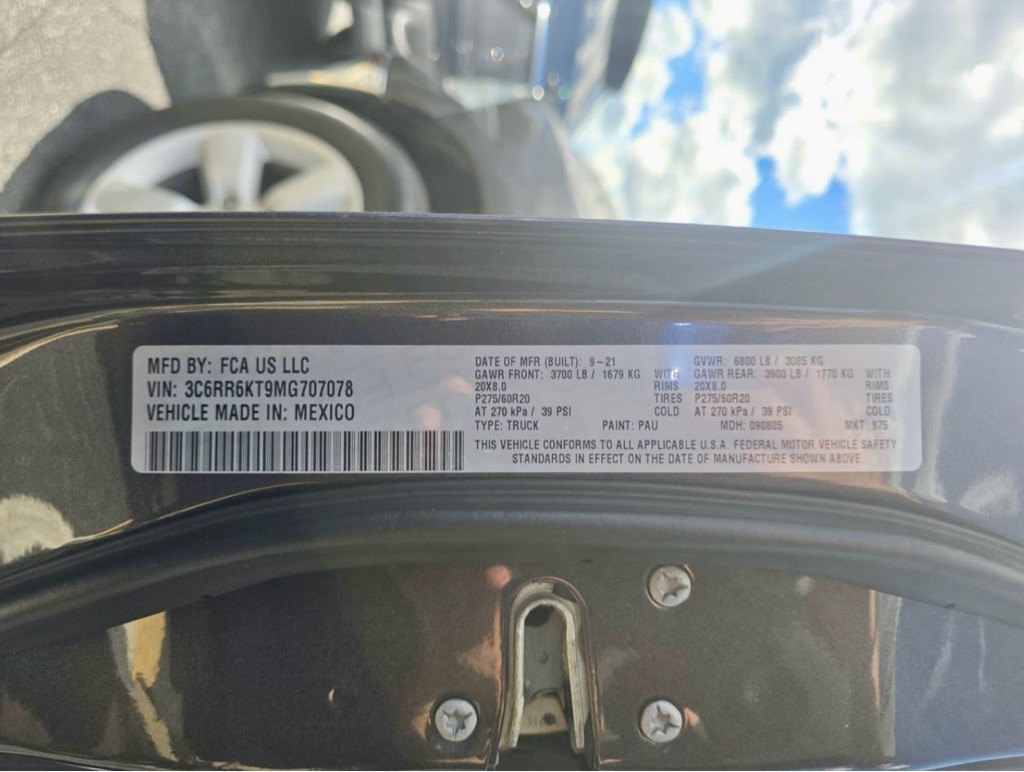 MFD BY: FCA US LLC
VIN: 3C6RR6KT9MG707078
VEHICLE MADE IN: MEXICO
DATE OF MFR (BUILT): 9-21 GVWR: 6800 LB / 3085 KG
GAWR FRONT: 3700 LB / 1679 KG WITH GAWR REAR: 3900 LB / 1770 KG WITH
20X8.0 RIMS 20X8.0 RIMS
P275/60R20 TIRES P275/60R20 TIRES
AT 270 kPa / 39 PSI COLD AT 270 kPa / 39 PSI COLD
TYPE: TRUCK PAINT: PAU MDH: 090805 MKT: 975
THIS VEHICLE CONFORMS TO ALL APPLICABLE U.S.A. FEDERAL MOTOR VEHICLE SAFETY
STANDARDS IN EFFECT ON THE DATE OF MANUFACTURE SHOWN ABOVE.